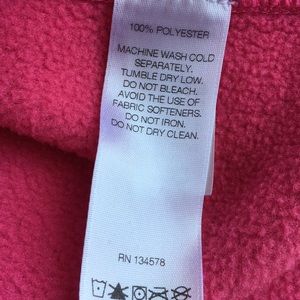 100% POLYESTER
MACHINE WASH COLD
SEPARATELY.
TUMBLE DRY LOW.
DO NOT BLEACH.
AVOID THE USE OF
FABRIC SOFTENERS.
DO NOT IRON.
DO NOT DRY CLEAN.
RN 134578